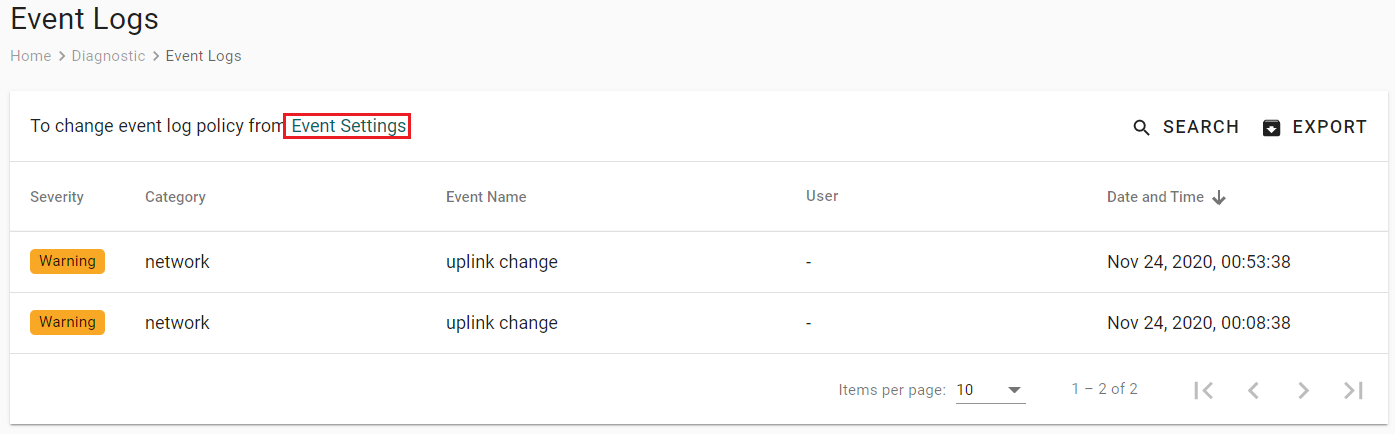 Event Logs
Home > Diagnostic > Event Logs
To change event log policy from Event Settings
SEARCH EXPORT
Severity Category Event Name User Date and Time
Warning network uplink change - Nov 24, 2020, 00:53:38
Warning network uplink change - Nov 24, 2020, 00:08:38
Items per page: 10 1 – 2 of 2